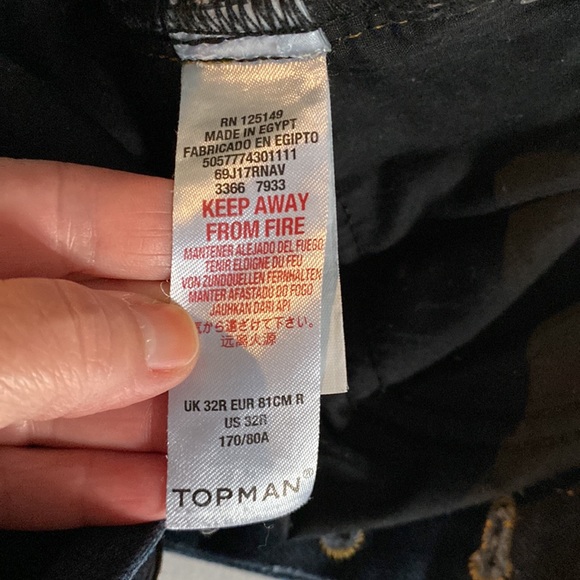 RN 125149
MADE IN EGYPT
FABRICADO EN EGIPTO
5057774301111
69J17RNAV
3366 7933
KEEP AWAY
FROM FIRE
MANTENER ALEJADO DEL FUEGO
TENIR ELOIGNE DU FEU
VON ZUNDQUELLEN FERNHALTEN
MANTER AFASTADO DO FOGO
JAUHKAN DARI API
気から遠ざけて下さい。
远离火源
UK 32R EUR 81CM R
US 32R
170/80A
TOPMAN®